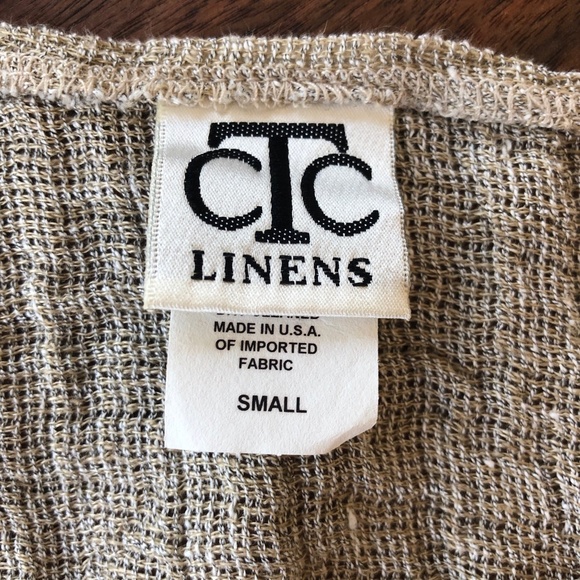 CTC
LINENS
MADE IN U.S.A.
OF IMPORTED
FABRIC
SMALL